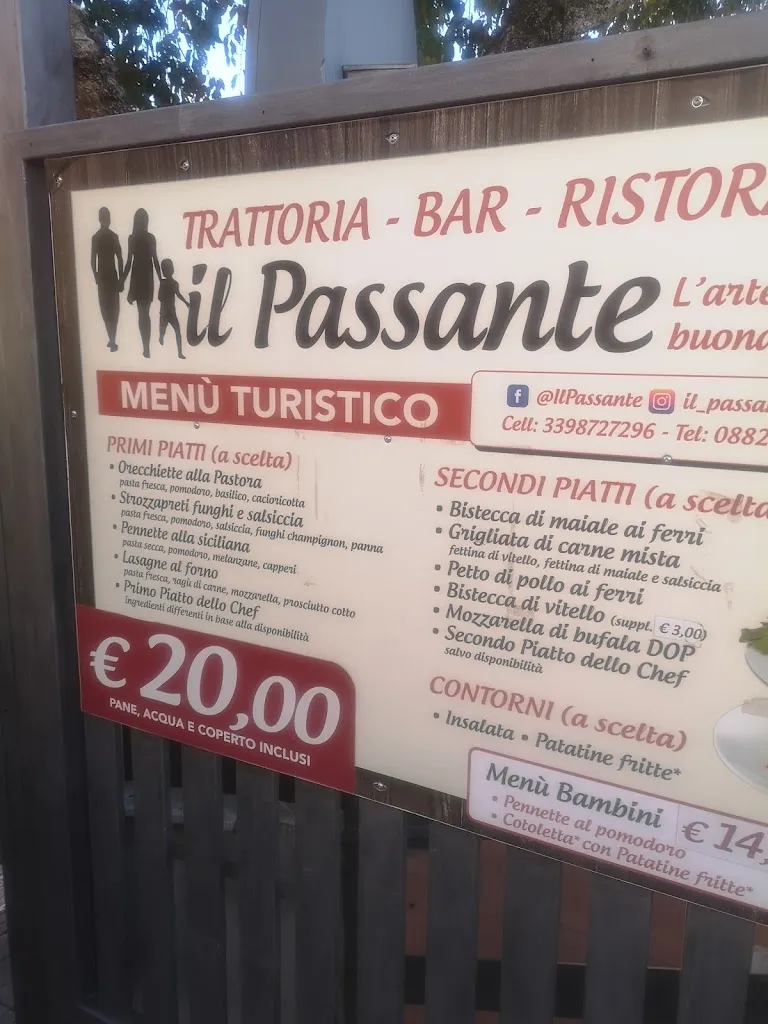 TRATTORIA - BAR - RISTORA
il Passante
L'arte
buona
MENÙ TURISTICO
@IlPassante il_passa
Cell: 3398727296 - Tel: 0882
PRIMI PIATTI (a scelta)
• Orecchiette alla Pastora
pasta fresca, pomodoro, basilico, cacioricotta
• Strozzapreti funghi e salsiccia
pasta fresca, pomodoro, salsiccia, funghi champignon, panna
• Pennette alla siciliana
pasta secca, pomodoro, melanzane, capperi
• Lasagne al forno
pasta fresca, ragù di carne, mozzarella, prosciutto cotto
• Primo Piatto dello Chef
ingredienti differenti in base alla disponibilità
€ 20,00
PANE, ACQUA E COPERTO INCLUSI
SECONDI PIATTI (a scelta
• Bistecca di maiale ai ferri
• Grigliata di carne mista
fettina di vitello, fettina di maiale e salsiccia
• Petto di pollo ai ferri
• Bistecca di vitello (suppl. € 3,00)
• Mozzarella di bufala DOP
• Secondo Piatto dello Chef
salvo disponibilità
CONTORNI (a scelta)
• Insalata • Patatine fritte*
Menù Bambini
• Pennette al pomodoro
• Cotoletta* con Patatine fritte*
€ 14,